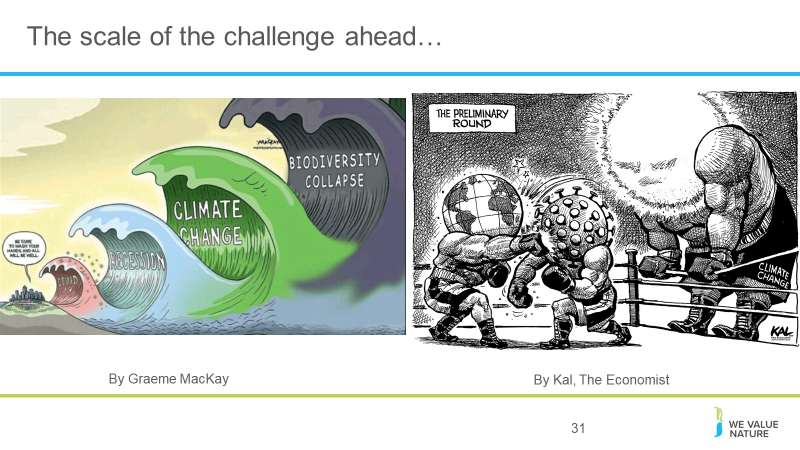 The scale of the challenge ahead…
BE SURE
TO WASH YOUR
HANDS AND ALL
WILL BE WELL.
COVID
RECESSION
CLIMATE
CHANGE
MACKAY
BIODIVERSITY
COLLAPSE
THE PRELIMINARY
ROUND
CLIMATE
CHANGE
KAL
By Graeme MacKay
By Kal, The Economist
31
WE VALUE
NATURE